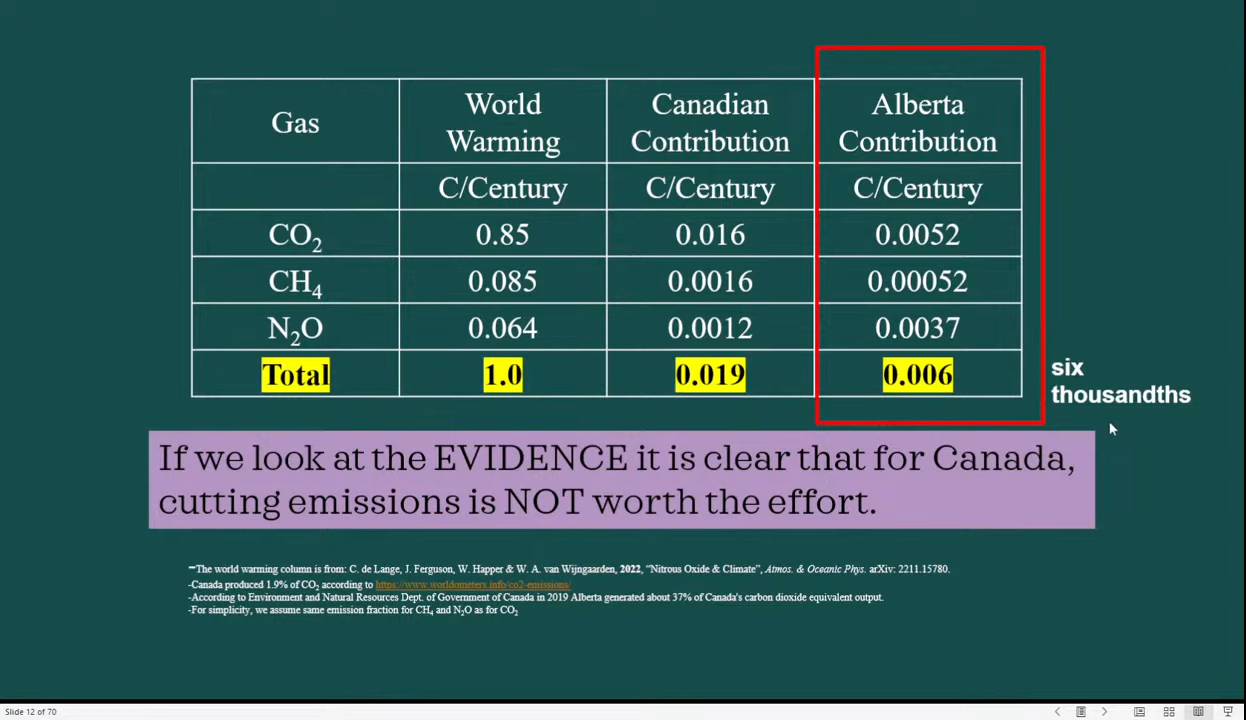 Gas World Warming Canadian Contribution Alberta Contribution
C/Century C/Century C/Century
CO₂ 0.85 0.016 0.0052
CH₄ 0.085 0.0016 0.00052
N₂O 0.064 0.0012 0.0037
Total 1.0 0.019 0.006
six
thousandths
If we look at the EVIDENCE it is clear that for Canada,
cutting emissions is NOT worth the effort.
-The world warming column is from: C. de Lange, J. Ferguson, W. Happer & W. A. van Wijngaarden, 2022, “Nitrous Oxide & Climate”, Atmos. & Oceanic Phys. arXiv: 2211.15780.
-Canada produced 1.9% of CO₂ according to https://www.worldometers.info/co2-emissions/
-According to Environment and Natural Resources Dept. of Government of Canada in 2019 Alberta generated about 37% of Canada's carbon dioxide equivalent output.
-For simplicity, we assume same emission fraction for CH₄ and N₂O as for CO₂
Slide 12 of 70